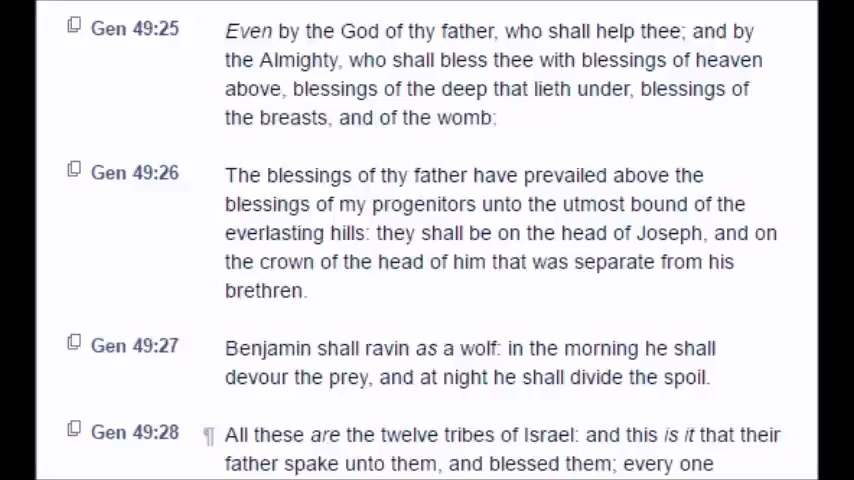 Gen 49:25 Even by the God of thy father, who shall help thee; and by
the Almighty, who shall bless thee with blessings of heaven
above, blessings of the deep that lieth under, blessings of
the breasts, and of the womb:
Gen 49:26 The blessings of thy father have prevailed above the
blessings of my progenitors unto the utmost bound of the
everlasting hills: they shall be on the head of Joseph, and on
the crown of the head of him that was separate from his
brethren.
Gen 49:27 Benjamin shall ravin as a wolf: in the morning he shall
devour the prey, and at night he shall divide the spoil.
Gen 49:28 ¶ All these are the twelve tribes of Israel: and this is it that their
father spake unto them, and blessed them; every one